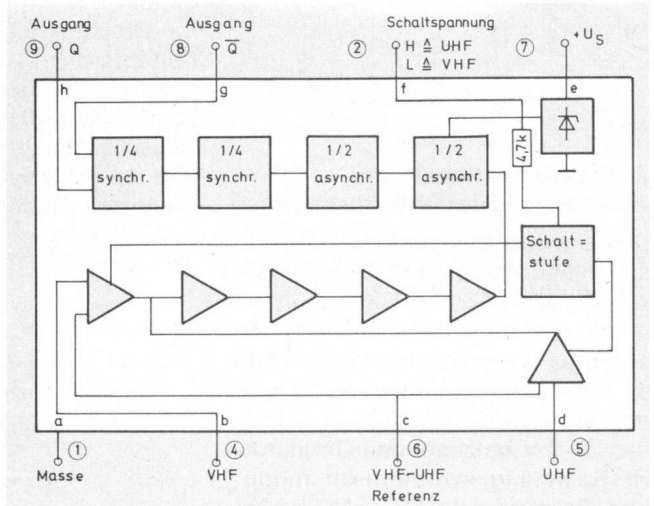 Ausgang
⑨ Q
Ausgang
⑧ Q
Schaltspannung
② H ≙ UHF
L ≙ VHF
⑦ +US
h
g
f
e
1/4
synchr.
1/4
synchr.
1/2
asynchr.
1/2
asynchr.
4,7k
Schalt=
stufe
a
b
c
d
①
Masse
④
VHF
⑥
VHF-UHF
Referenz
⑤
UHF